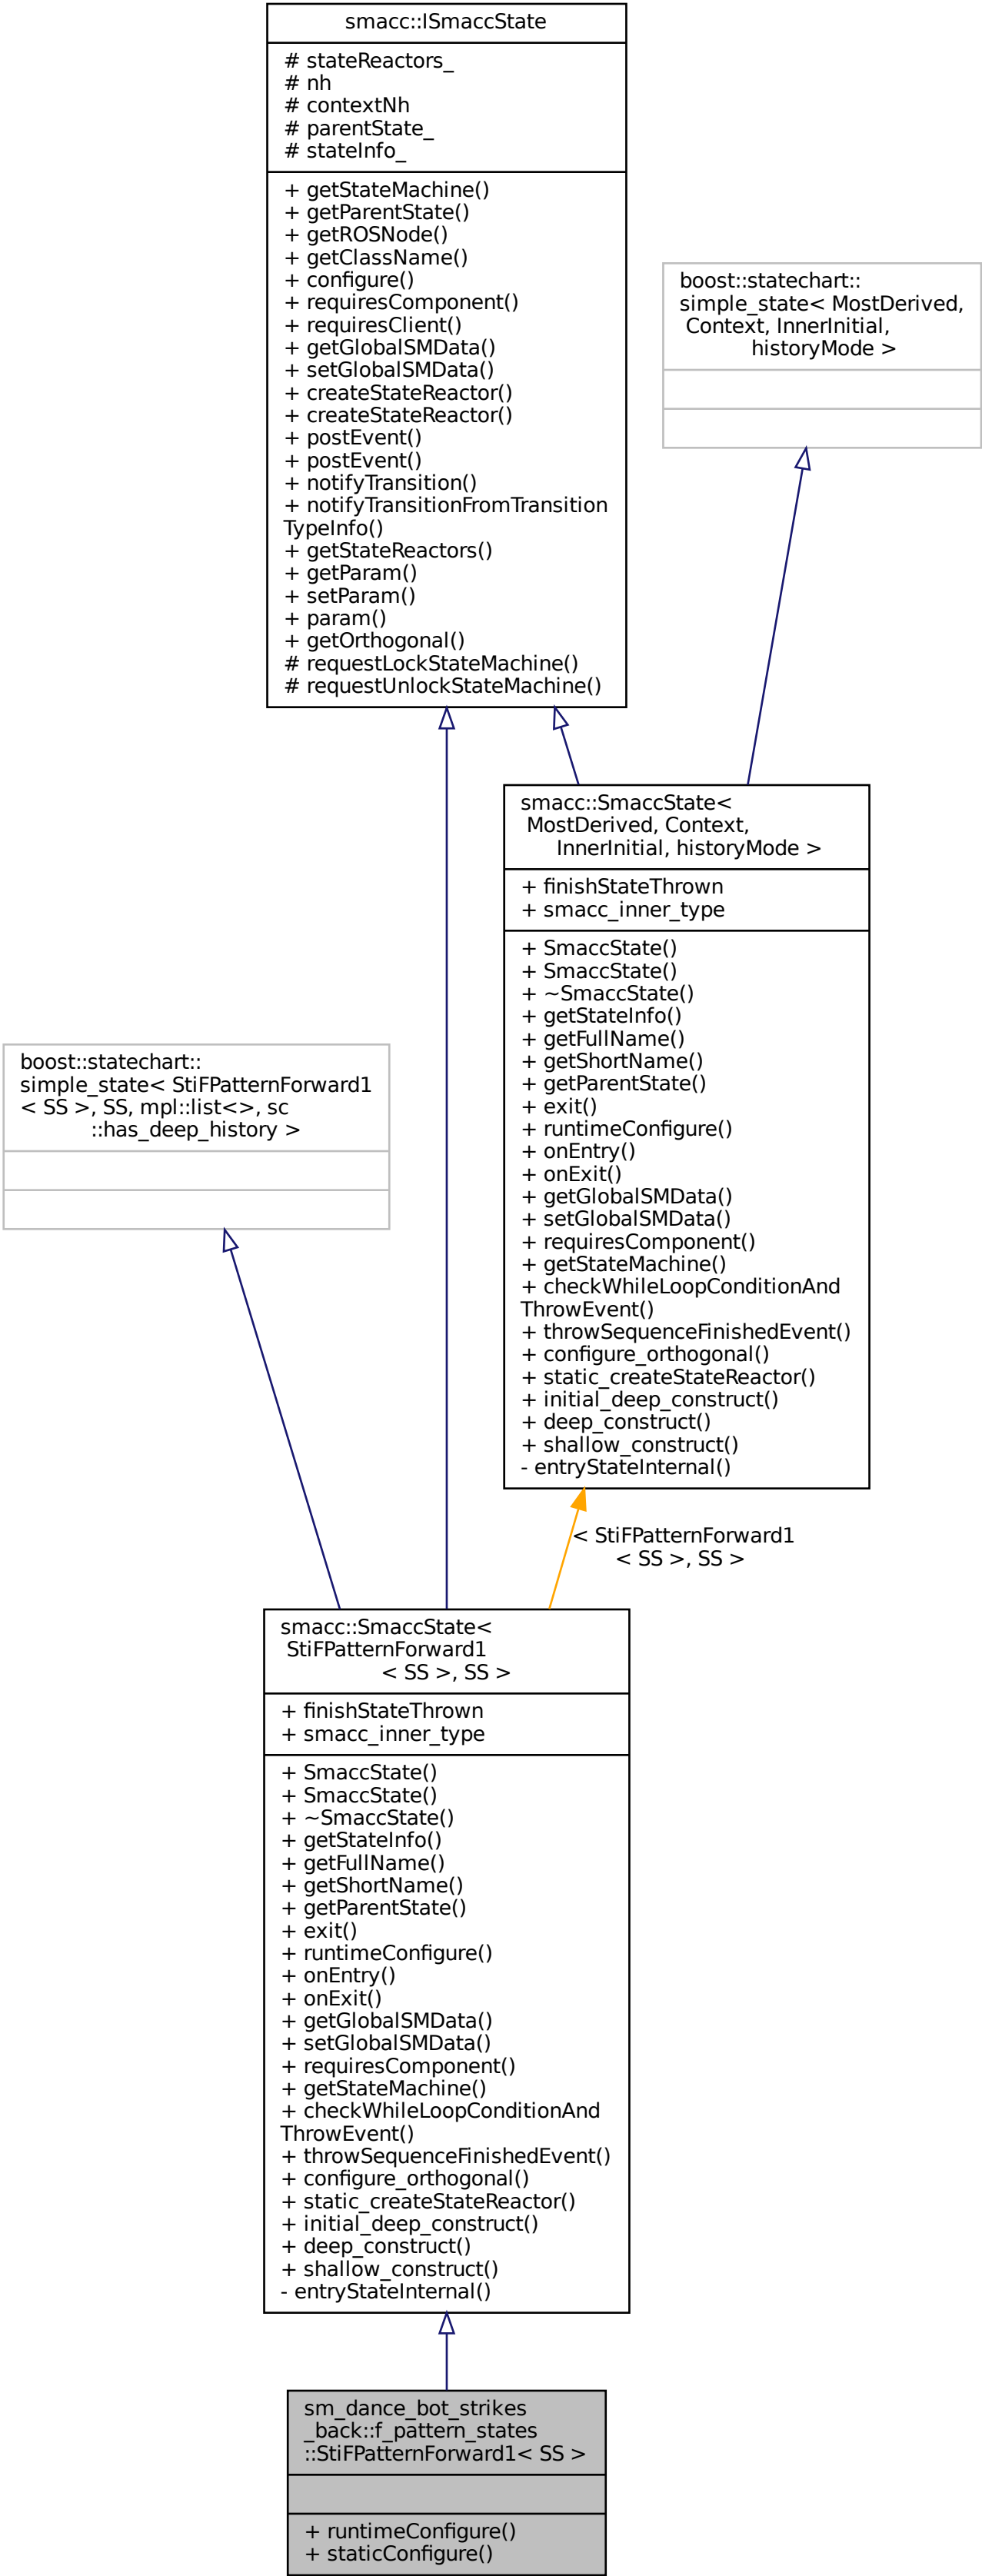 smacc::ISmaccState
# stateReactors_
# nh
# contextNh
# parentState_
# stateInfo_
+ getStateMachine()
+ getParentState()
+ getROSNode()
+ getClassName()
+ configure()
+ requiresComponent()
+ requiresClient()
+ getGlobalSMData()
+ setGlobalSMData()
+ createStateReactor()
+ createStateReactor()
+ postEvent()
+ postEvent()
+ notifyTransition()
+ notifyTransitionFromTransition
TypeInfo()
+ getStateReactors()
+ getParam()
+ setParam()
+ param()
+ getOrthogonal()
# requestLockStateMachine()
# requestUnlockStateMachine()
boost::statechart::
simple_state< MostDerived,
Context, InnerInitial,
historyMode >
smacc::SmaccState<
MostDerived, Context,
InnerInitial, historyMode >
+ finishStateThrown
+ smacc_inner_type
+ SmaccState()
+ SmaccState()
+ ~SmaccState()
+ getStateInfo()
+ getFullName()
+ getShortName()
+ getParentState()
+ exit()
+ runtimeConfigure()
+ onEntry()
+ onExit()
+ getGlobalSMData()
+ setGlobalSMData()
+ requiresComponent()
+ getStateMachine()
+ checkWhileLoopConditionAnd
ThrowEvent()
+ throwSequenceFinishedEvent()
+ configure_orthogonal()
+ static_createStateReactor()
+ initial_deep_construct()
+ deep_construct()
+ shallow_construct()
- entryStateInternal()
boost::statechart::
simple_state< StiFPatternForward1
< SS >, SS, mpl::list<>, sc
::has_deep_history >
< StiFPatternForward1
< SS >, SS >
smacc::SmaccState<
StiFPatternForward1
< SS >, SS >
+ finishStateThrown
+ smacc_inner_type
+ SmaccState()
+ SmaccState()
+ ~SmaccState()
+ getStateInfo()
+ getFullName()
+ getShortName()
+ getParentState()
+ exit()
+ runtimeConfigure()
+ onEntry()
+ onExit()
+ getGlobalSMData()
+ setGlobalSMData()
+ requiresComponent()
+ getStateMachine()
+ checkWhileLoopConditionAnd
ThrowEvent()
+ throwSequenceFinishedEvent()
+ configure_orthogonal()
+ static_createStateReactor()
+ initial_deep_construct()
+ deep_construct()
+ shallow_construct()
- entryStateInternal()
sm_dance_bot_strikes
_back::f_pattern_states
::StiFPatternForward1< SS >
+ runtimeConfigure()
+ staticConfigure()